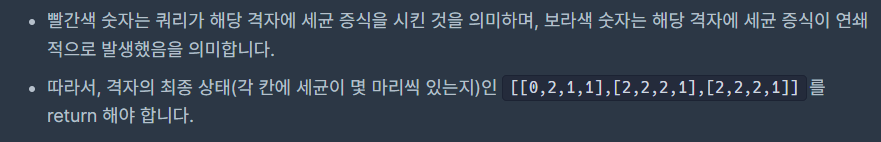 빨간색 숫자는 쿼리가 해당 격자에 세균 증식을 시킨 것을 의미하며, 보라색 숫자는 해당 격자에 세균 증식이 연쇄
적으로 발생했음을 의미합니다.
따라서, 격자의 최종 상태(각 칸에 세균이 몇 마리씩 있는지)인 [[0,2,1,1],[2,2,2,1],[2,2,2,1]] 를
return 해야 합니다.